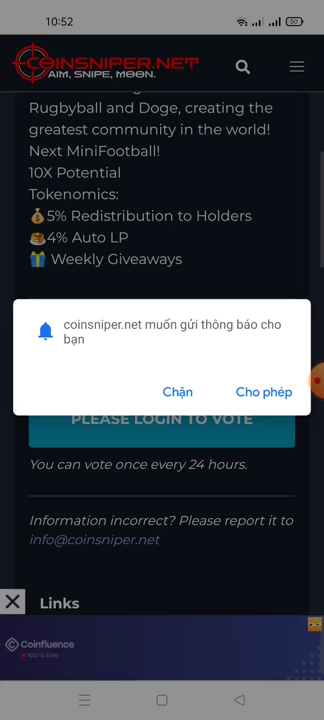 10:52
50
COINSNIPER.NET
AIM, SNIPE, MOON.
Rugbyball and Doge, creating the
greatest community in the world!
Next MiniFootball!
10X Potential
Tokenomics:
💰5% Redistribution to Holders
🥞4% Auto LP
🎁 Weekly Giveaways
coinsniper.net muốn gửi thông báo cho
bạn
Chặn
Cho phép
PLEASE LOGIN TO VOTE
You can vote once every 24 hours.
Information incorrect? Please report it to
info@coinsniper.net
Links
Coinfluence
Ico is Live